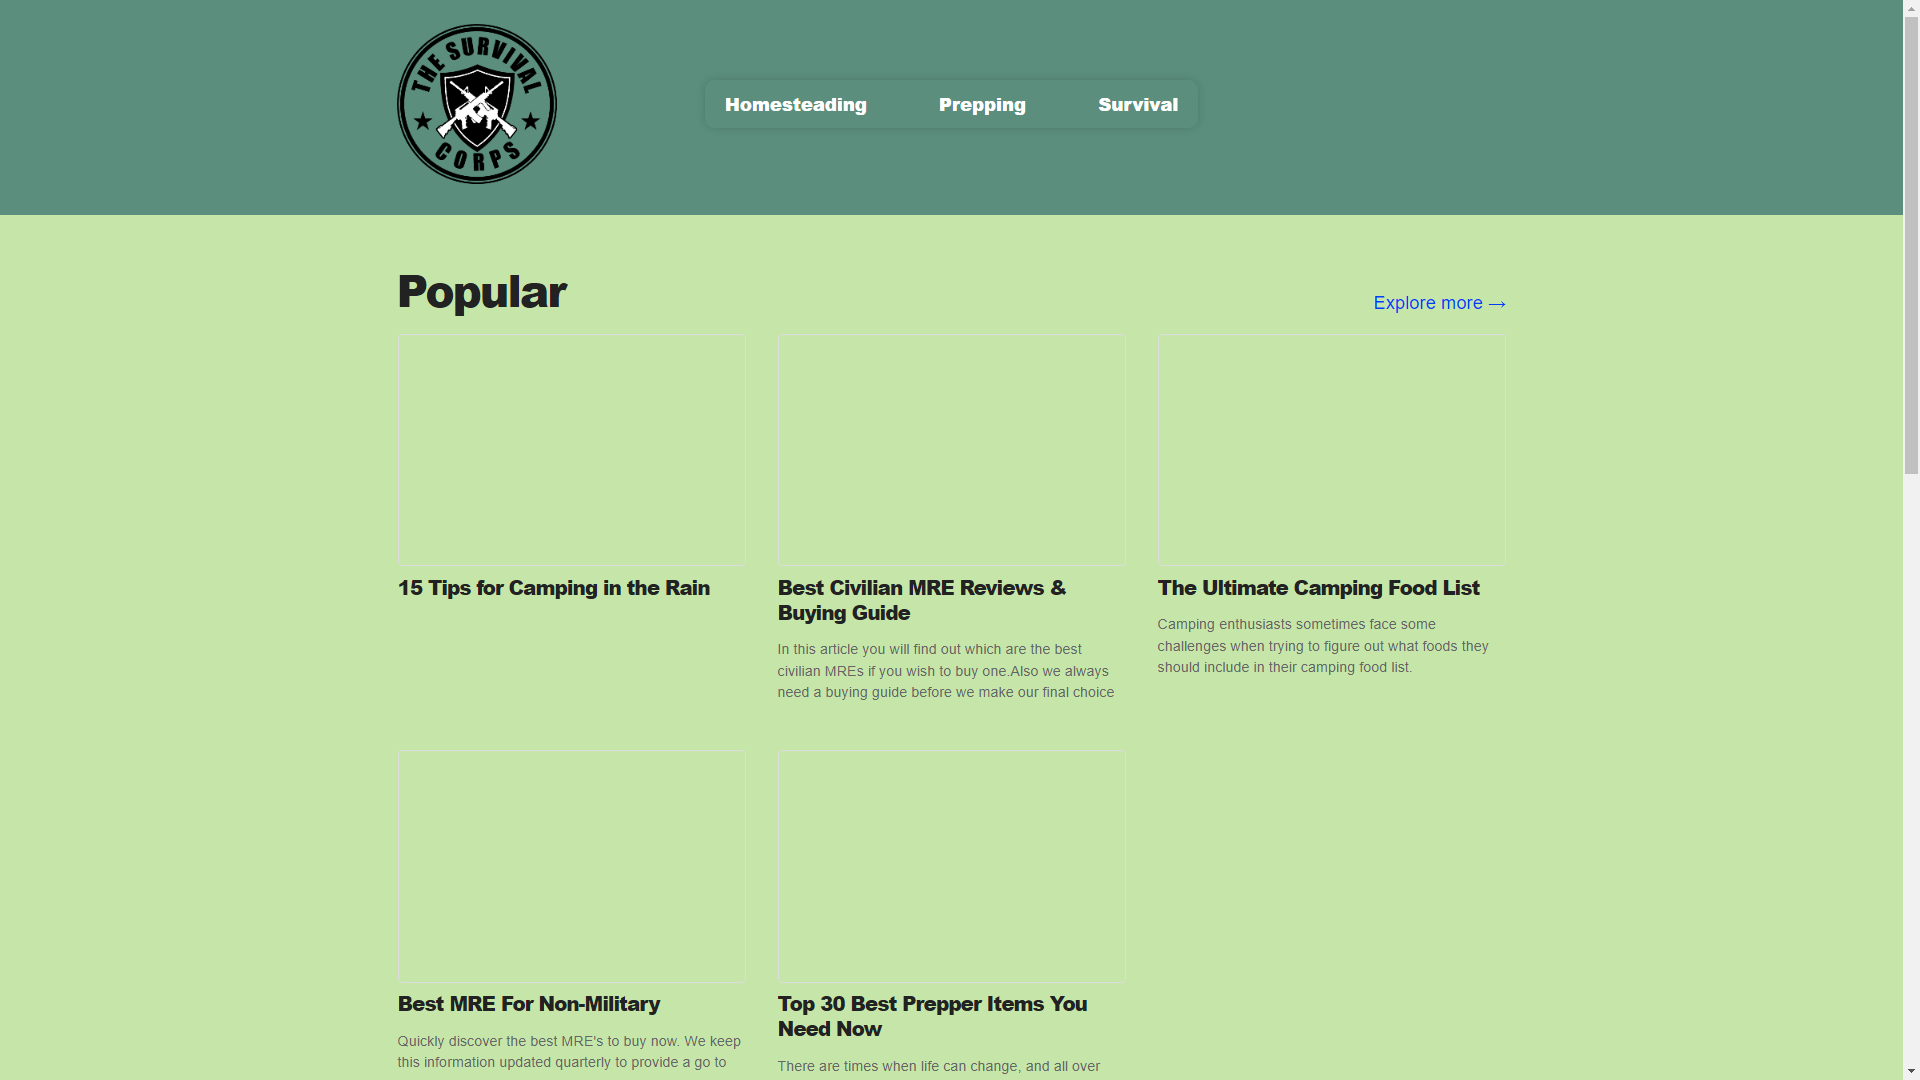 THE SURVIVAL
CORPS
Homesteading
Prepping
Survival
Popular
Explore more →
15 Tips for Camping in the Rain
Best Civilian MRE Reviews &
Buying Guide
In this article you will find out which are the best
civilian MREs if you wish to buy one.Also we always
need a buying guide before we make our final choice
The Ultimate Camping Food List
Camping enthusiasts sometimes face some
challenges when trying to figure out what foods they
should include in their camping food list.
Best MRE For Non-Military
Quickly discover the best MRE's to buy now. We keep
this information updated quarterly to provide a go to
Top 30 Best Prepper Items You
Need Now
There are times when life can change, and all over